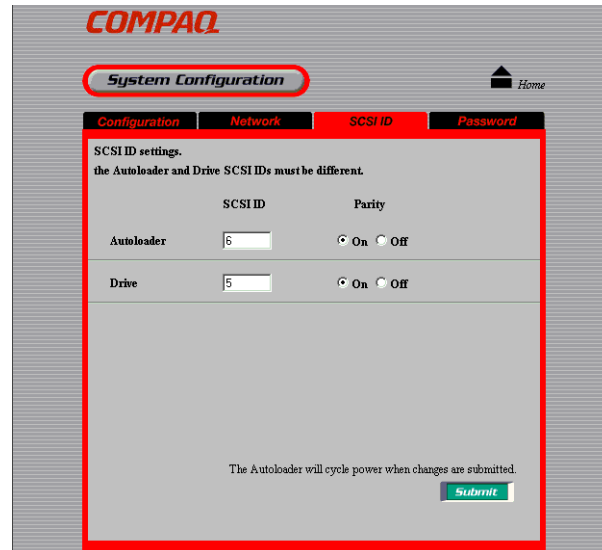 COMPAQ
System Configuration
Home
Configuration Network SCSI ID Password
SCSI ID settings.
the Autoloader and Drive SCSI IDs must be different.
SCSI ID Parity
Autoloader 6 On Off
Drive 5 On Off
The Autoloader will cycle power when changes are submitted.
Submit